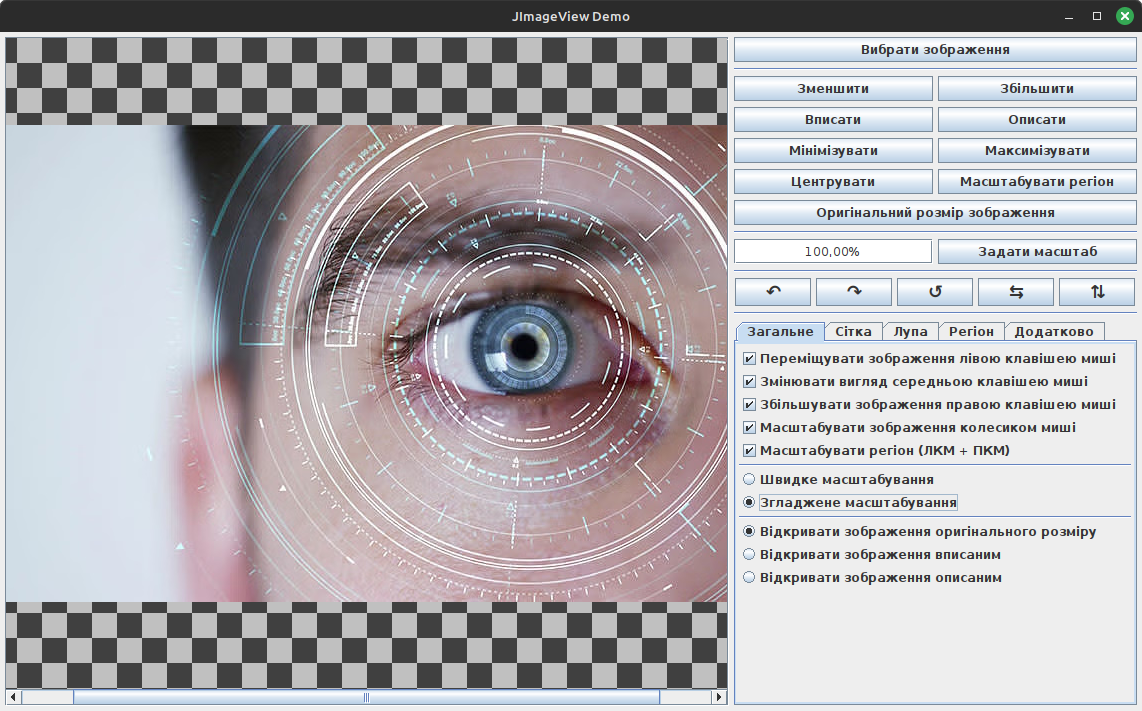 JImageView Demo
Вибрати зображення
Зменшити
Збільшити
Вписати
Описати
Мінімізувати
Максимізувати
Центрувати
Масштабувати регіон
Оригінальний розмір зображення
100,00%
Задати масштаб
Загальне
Сітка
Лупа
Регіон
Додатково
Переміщувати зображення лівою клавішею миші
Змінювати вигляд середньою клавішею миші
Збільшувати зображення правою клавішею миші
Масштабувати зображення колесиком миші
Масштабувати регіон (ЛКМ + ПКМ)
Швидке масштабування
Згладжене масштабування
Відкривати зображення оригінального розміру
Відкривати зображення вписаним
Відкривати зображення описаним